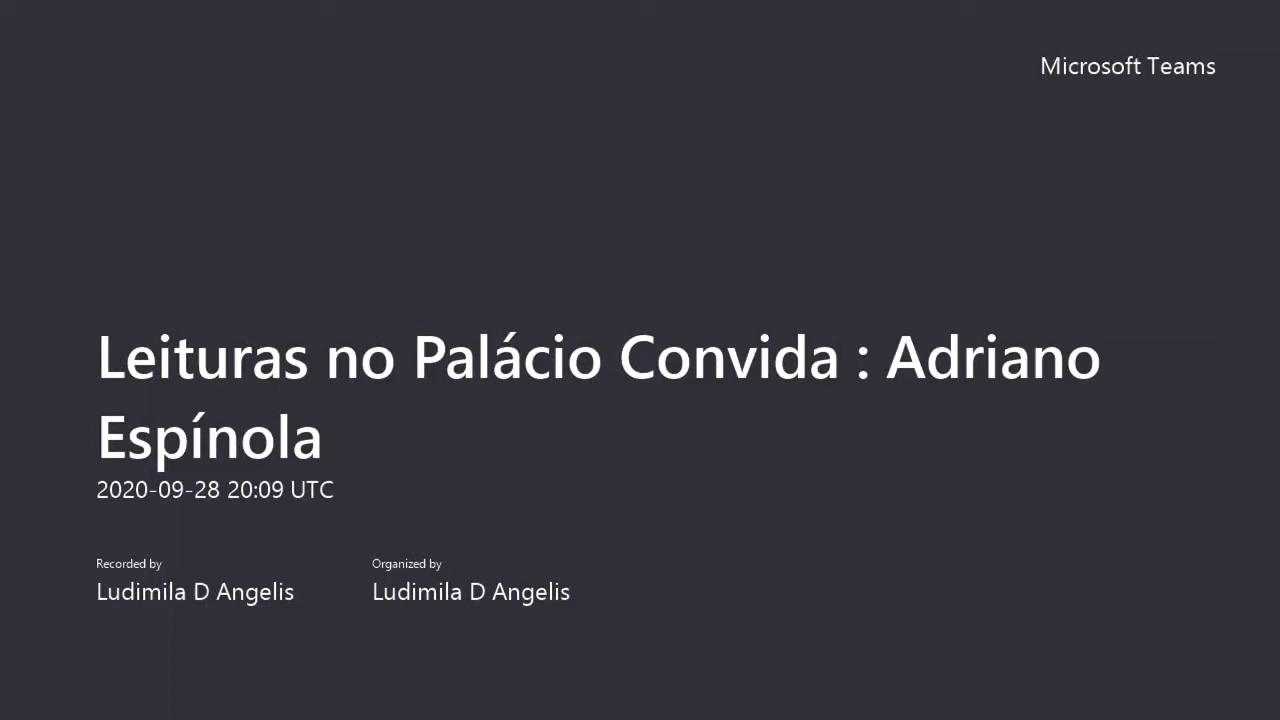 Microsoft Teams
Leituras no Palácio Convida : Adriano
Espínola
2020-09-28 20:09 UTC
Recorded by
Ludimila D Angelis
Organized by
Ludimila D Angelis